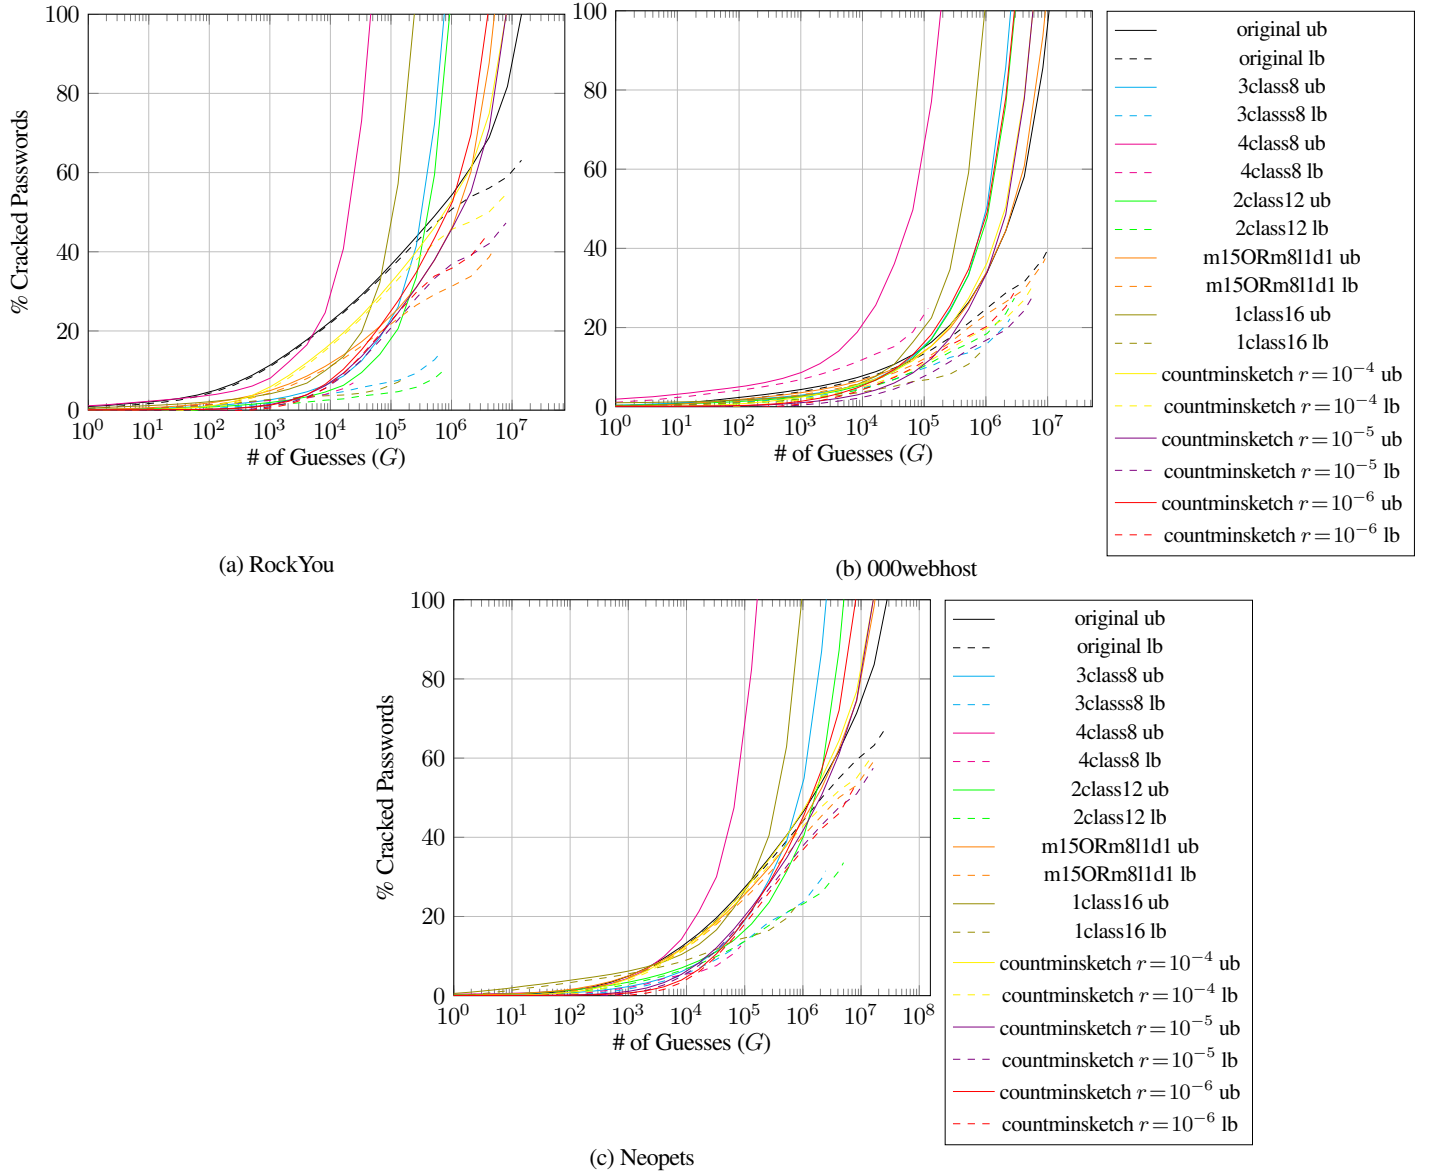 100
80
60
40
20
0
% Cracked Passwords
10^0 10^1 10^2 10^3 10^4 10^5 10^6 10^7
# of Guesses (G)
(a) RockYou
100
80
60
40
20
0
10^0 10^1 10^2 10^3 10^4 10^5 10^6 10^7
# of Guesses (G)
(b) 000webhost
original ub
original lb
3class8 ub
3classs8 lb
4class8 ub
4class8 lb
2class12 ub
2class12 lb
m15ORm8l1d1 ub
m15ORm8l1d1 lb
1class16 ub
1class16 lb
countminsketch r=10^{-4} ub
countminsketch r=10^{-4} lb
countminsketch r=10^{-5} ub
countminsketch r=10^{-5} lb
countminsketch r=10^{-6} ub
countminsketch r=10^{-6} lb
100
80
60
40
20
0
% Cracked Passwords
10^0 10^1 10^2 10^3 10^4 10^5 10^6 10^7 10^8
# of Guesses (G)
original ub
original lb
3class8 ub
3classs8 lb
4class8 ub
4class8 lb
2class12 ub
2class12 lb
m15ORm8l1d1 ub
m15ORm8l1d1 lb
1class16 ub
1class16 lb
countminsketch r=10^{-4} ub
countminsketch r=10^{-4} lb
countminsketch r=10^{-5} ub
countminsketch r=10^{-5} lb
countminsketch r=10^{-6} ub
countminsketch r=10^{-6} lb
(c) Neopets